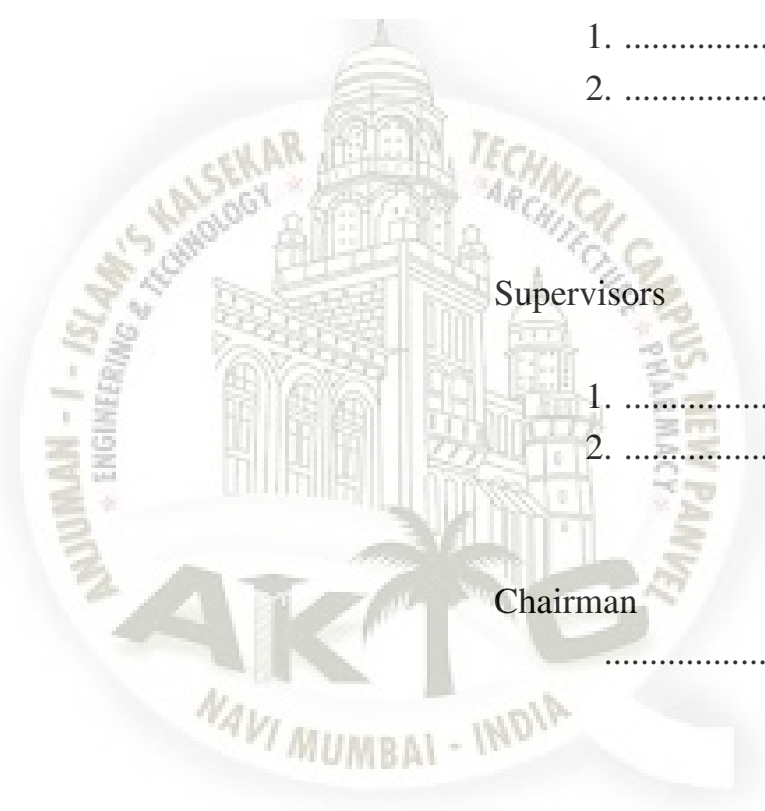 1. ................
2. ................
ANJUMAN - I - ISLAM'S KALSEKAR TECHNICAL CAMPUS, NEW PANVEL
ENGINEERING & TECHNOLOGY * ARCHITECTURE * PHARMACY
Supervisors
1. ................
2. ................
AKTC
Chairman
..................
NAVI MUMBAI - INDIA